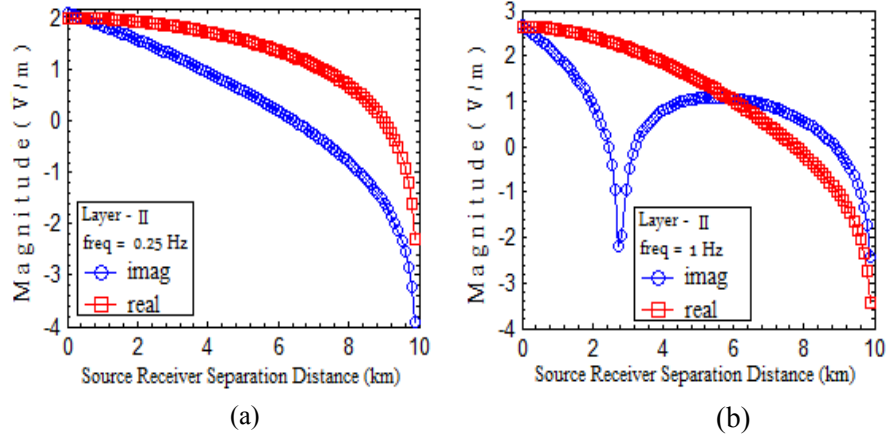 Magnitude( V/m)
2
1
0
-1
-2
-3
-4
0
2
4
6
8
10
Layer - II
freq = 0.25 Hz
imag
real
Source Receiver Separation Distance (km)
(a)
Magnitude( V/m)
3
2
1
0
-1
-2
-3
-4
0
2
4
6
8
10
Layer - II
freq = 1 Hz
imag
real
Source Receiver Separation Distance (km)
(b)